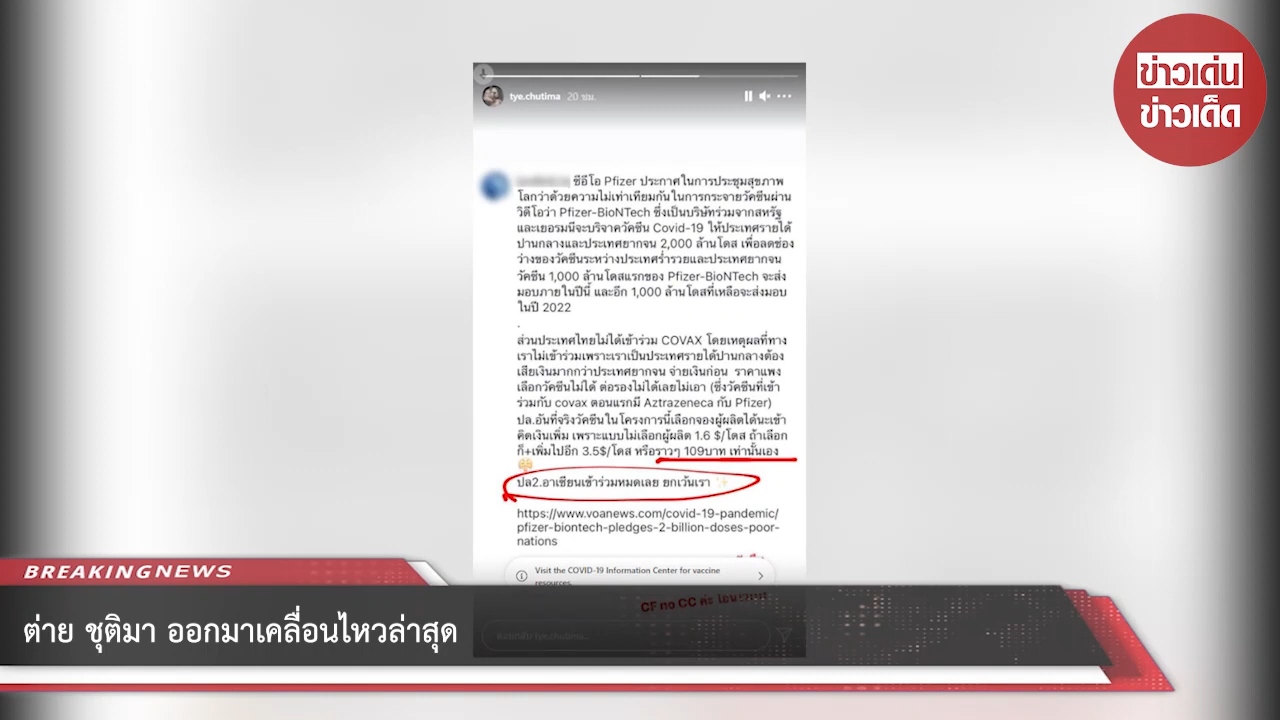 ข่าวเด่น
ข่าวเด็ด
tye.chutima 20 ชม.
ซีอีโอ Pfizer ประกาศในการประชุมสุขภาพ
โลกว่าด้วยความไม่เท่าเทียมกันในการกระจายวัคซีนผ่าน
วิดีโอว่า Pfizer-BioNTech ซึ่งเป็นบริษัทร่วมจากสหรัฐ
และเยอรมนีจะบริจาควัคซีน Covid-19 ให้ประเทศรายได้
ปานกลางและประเทศยากจน 2,000 ล้านโดส เพื่อลดช่อง
ว่างของวัคซีนระหว่างประเทศร่ำรวยและประเทศยากจน
วัคซีน 1,000 ล้านโดสแรกของ Pfizer-BioNTech จะส่ง
มอบภายในปีนี้ และอีก 1,000 ล้านโดสที่เหลือจะส่งมอบ
ในปี 2022
.
ส่วนประเทศไทยไม่ได้เข้าร่วม COVAX โดยเหตุผลที่ทาง
เราไม่เข้าร่วมเพราะเราเป็นประเทศรายได้ปานกลางต้อง
เสียเงินมากกว่าประเทศยากจน จ่ายเงินก่อน ราคาแพง
เลือกวัคซีนไม่ได้ ต่อรองไม่ได้เลยไม่เอา (ซึ่งวัคซีนที่เข้า
ร่วมกับ covax ตอนแรกมี Aztrazeneca กับ Pfizer)
ปล.อันที่จริงวัคซีนในโครงการนี้เลือกจองผู้ผลิตได้นะเข้า
คิดเงินเพิ่ม เพราะแบบไม่เลือกผู้ผลิต 1.6 $/โดส ถ้าเลือก
ก็+เพิ่มไปอีก 3.5$/โดส หรือราวๆ 109บาท เท่านั้นเอง
ปล2.อาเซียนเข้าร่วมหมดเลย ยกเว้นเรา
https://www.voanews.com/covid-19-pandemic/
pfizer-biontech-pledges-2-billion-doses-poor-
nations
Visit the COVID-19 Information Center for vaccine
resources.
CF no CC ค่ะ
BREAKINGNEWS
ต่าย ชุติมา ออกมาเคลื่อนไหวล่าสุด